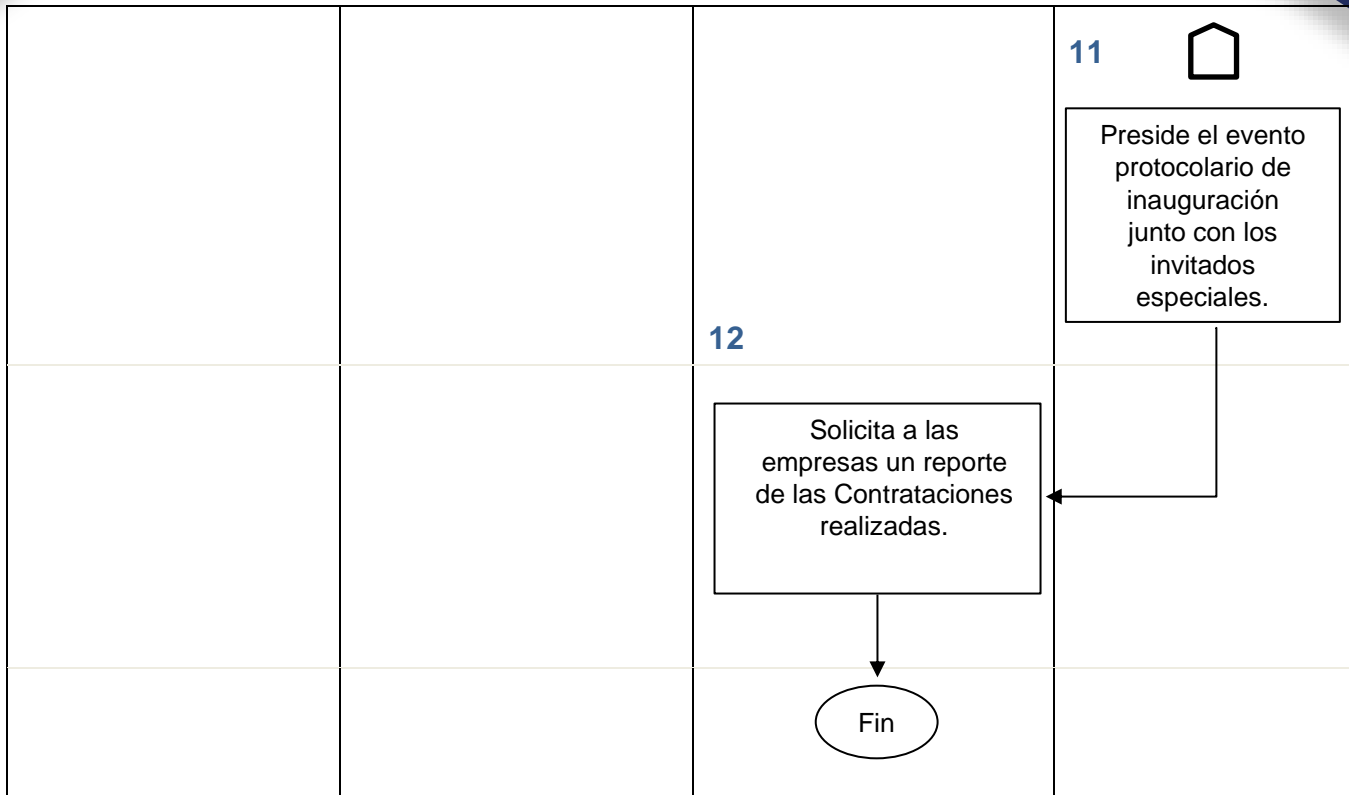 11
Preside el evento
protocolario de
inauguración
junto con los
invitados
especiales.
12
Solicita a las
empresas un reporte
de las Contrataciones
realizadas.
Fin